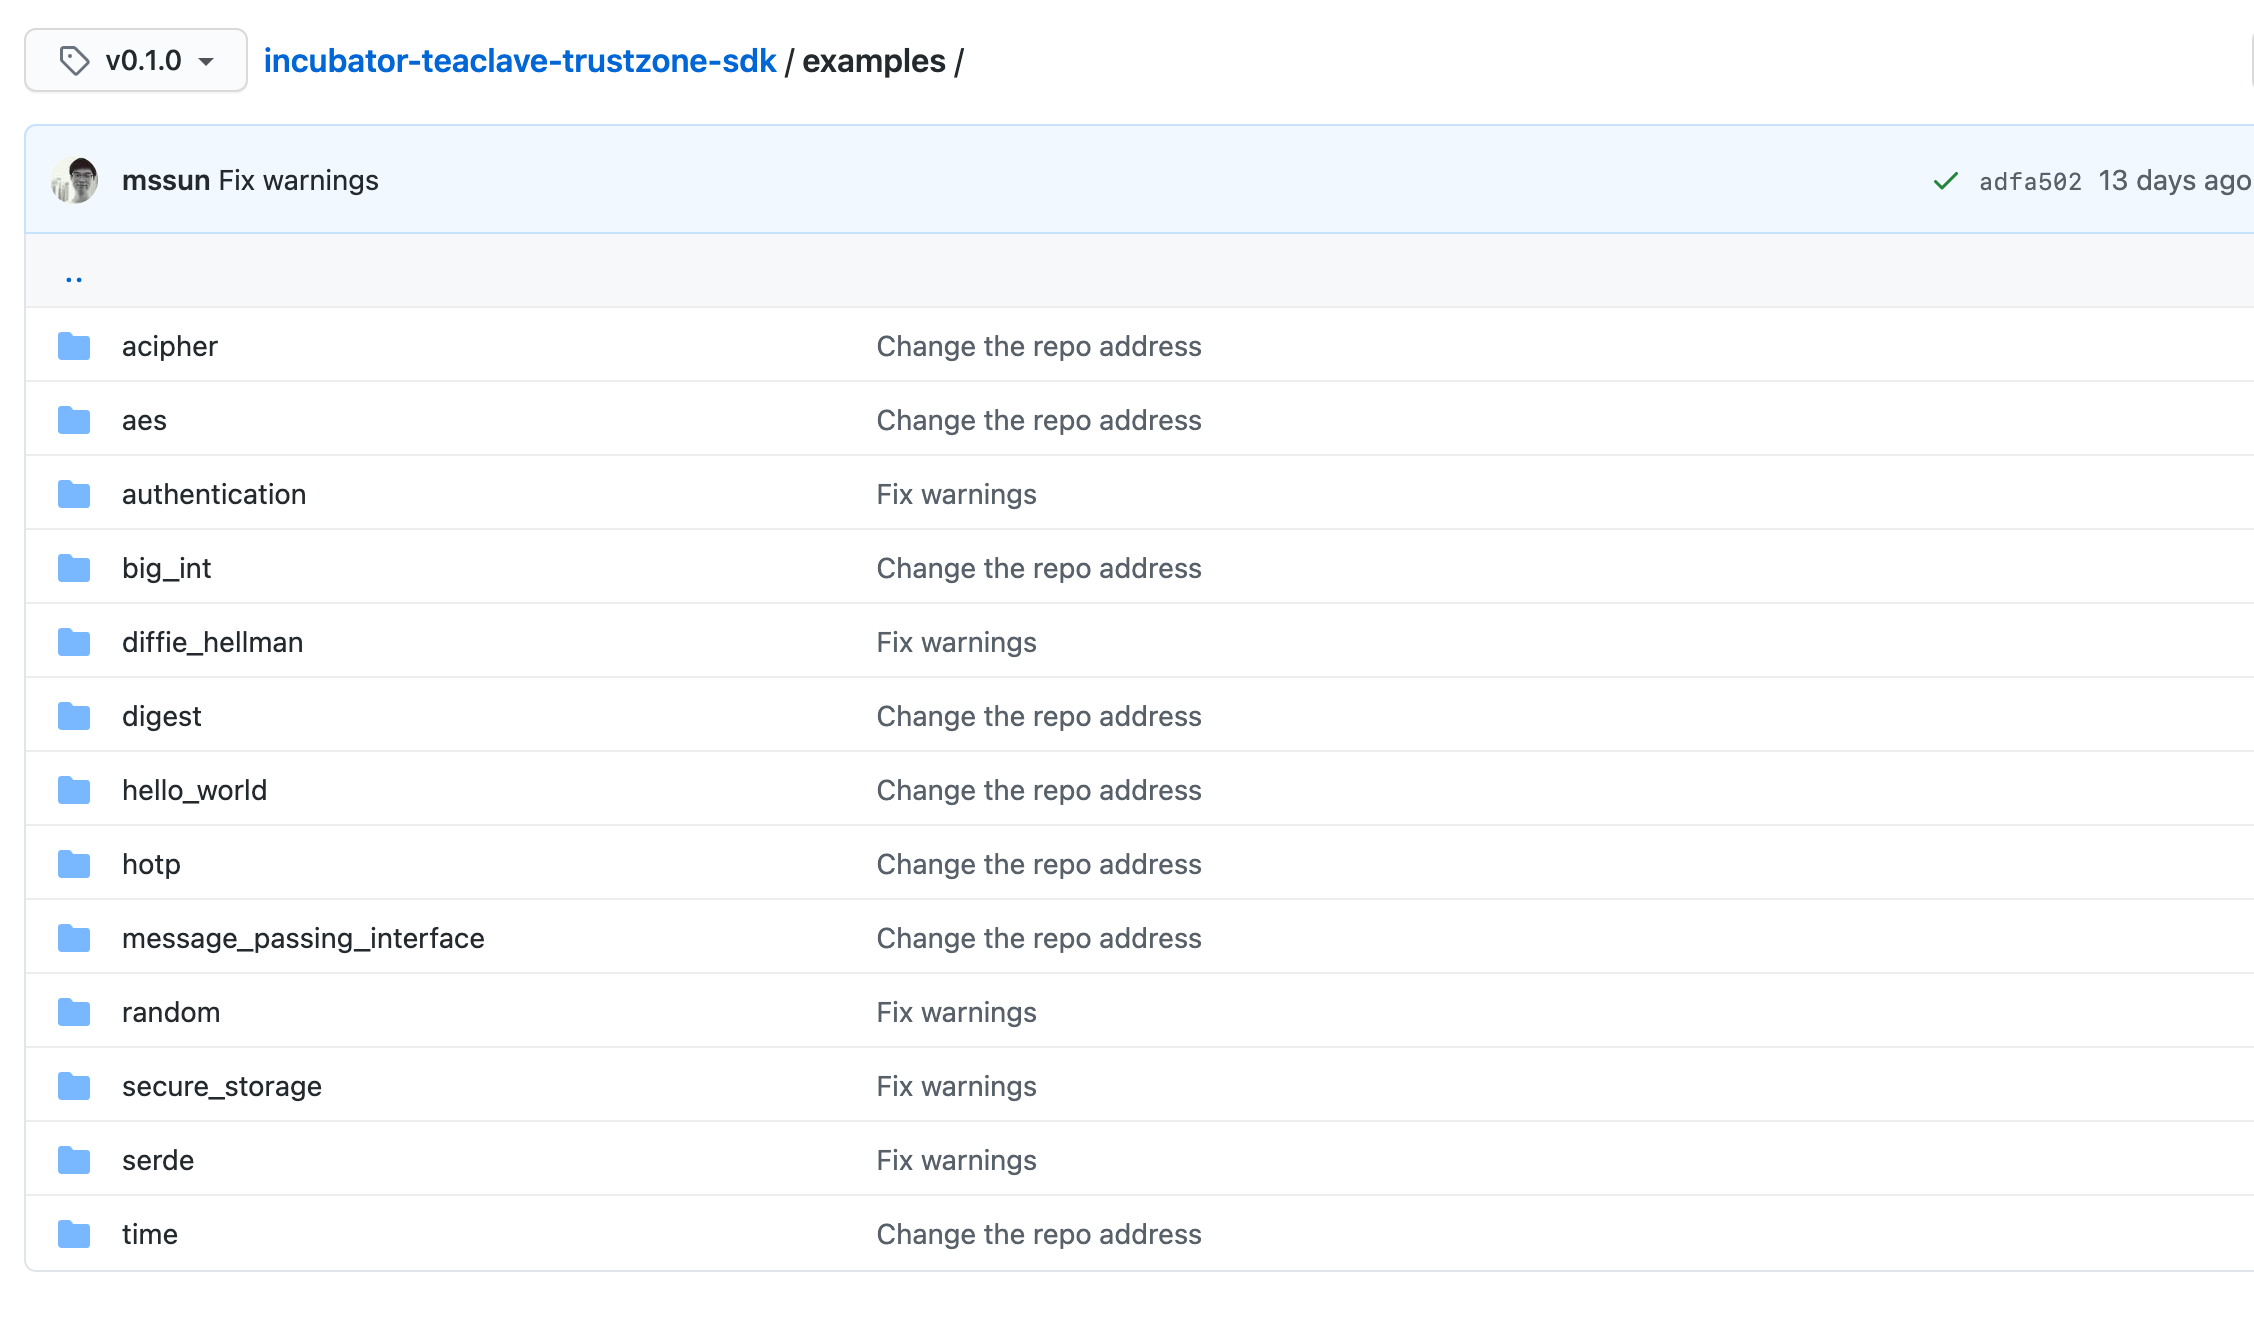 v0.1.0 incubator-teaclave-trustzone-sdk / examples /
mssun Fix warnings adfa502 13 days ago
..
acipher Change the repo address
aes Change the repo address
authentication Fix warnings
big_int Change the repo address
diffie_hellman Fix warnings
digest Change the repo address
hello_world Change the repo address
hotp Change the repo address
message_passing_interface Change the repo address
random Fix warnings
secure_storage Fix warnings
serde Fix warnings
time Change the repo address